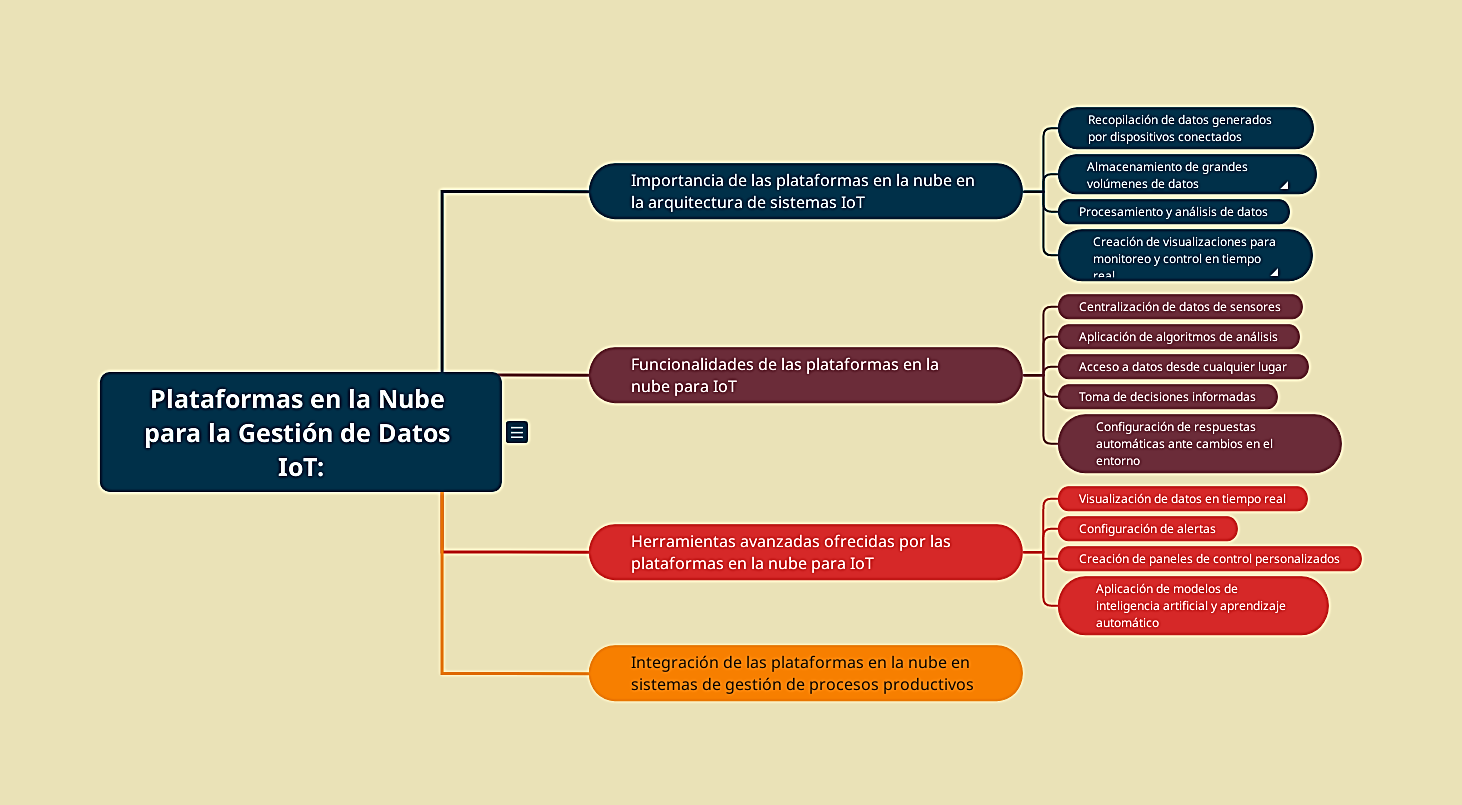 Plataformas en la Nube
para la Gestión de Datos
IoT:
Importancia de las plataformas en la nube en
la arquitectura de sistemas IoT
Recopilación de datos generados
por dispositivos conectados
Almacenamiento de grandes
volúmenes de datos
Procesamiento y análisis de datos
Creación de visualizaciones para
monitoreo y control en tiempo
real
Funcionalidades de las plataformas en la
nube para IoT
Centralización de datos de sensores
Aplicación de algoritmos de análisis
Acceso a datos desde cualquier lugar
Toma de decisiones informadas
Configuración de respuestas
automáticas ante cambios en el
entorno
Herramientas avanzadas ofrecidas por las
plataformas en la nube para IoT
Visualización de datos en tiempo real
Configuración de alertas
Creación de paneles de control personalizados
Aplicación de modelos de
inteligencia artificial y aprendizaje
automático
Integración de las plataformas en la nube en
sistemas de gestión de procesos productivos